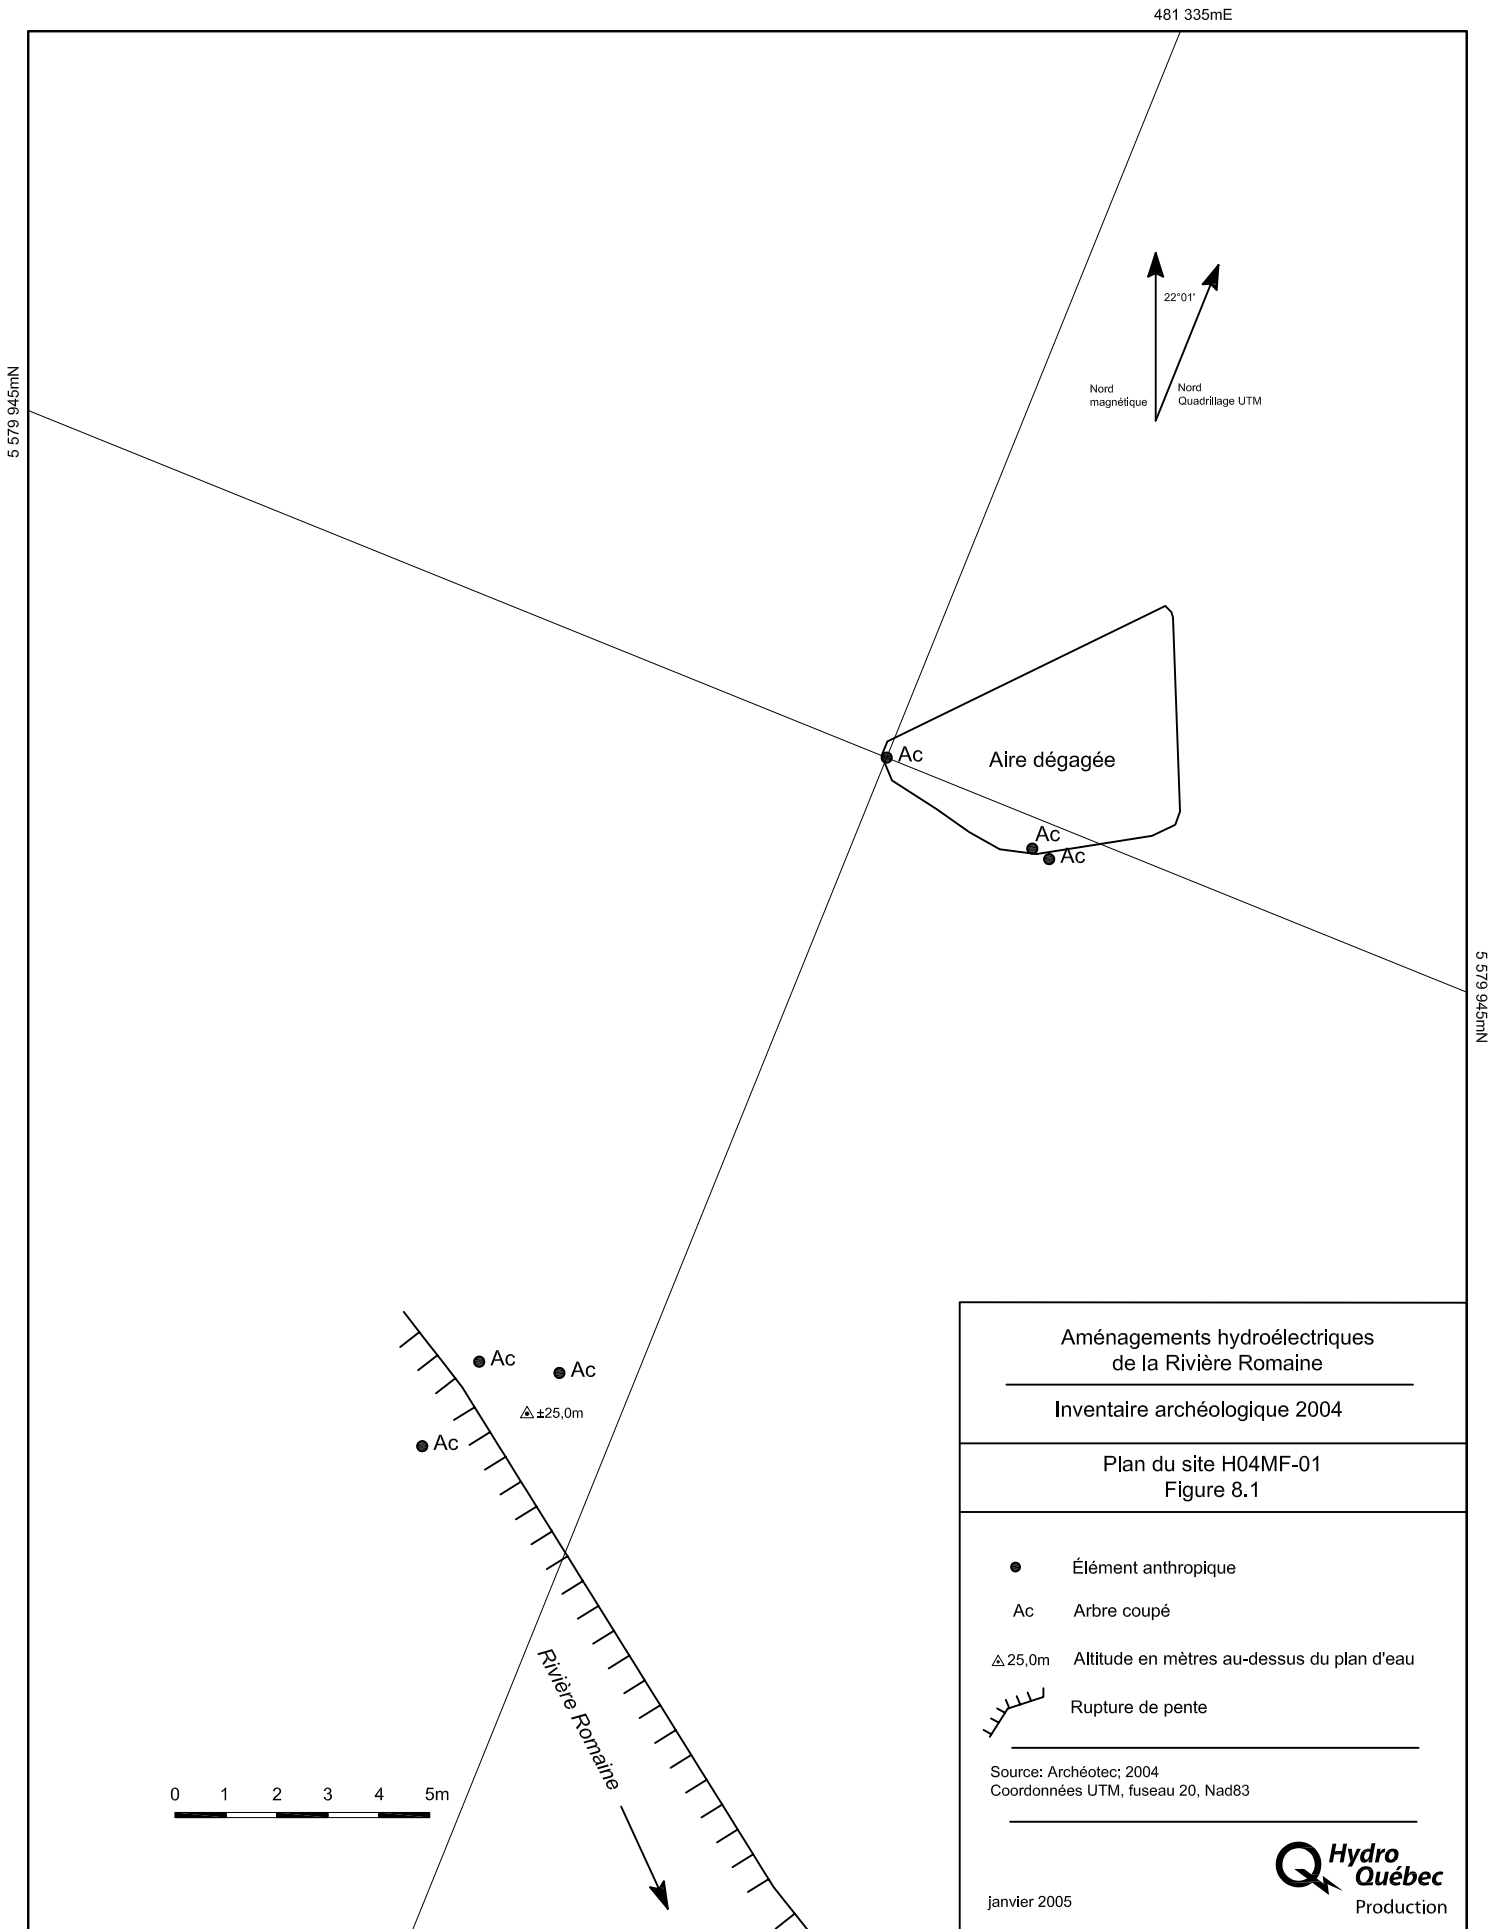 481 335mE
5 579 945mN
22°01'
Nord
magnétique
Nord
Quadrillage UTM
Ac
Aire dégagée
Ac
Ac
5 579 945mN
Ac
Ac
±25,0m
Ac
Rivière Romaine
0 1 2 3 4 5m
Aménagements hydroélectriques
de la Rivière Romaine
Inventaire archéologique 2004
Plan du site H04MF-01
Figure 8.1
Élément anthropique
Ac Arbre coupé
25,0m Altitude en mètres au-dessus du plan d'eau
Rupture de pente
Source: Archéotec; 2004
Coordonnées UTM, fuseau 20, Nad83
Hydro
Québec
Production
janvier 2005